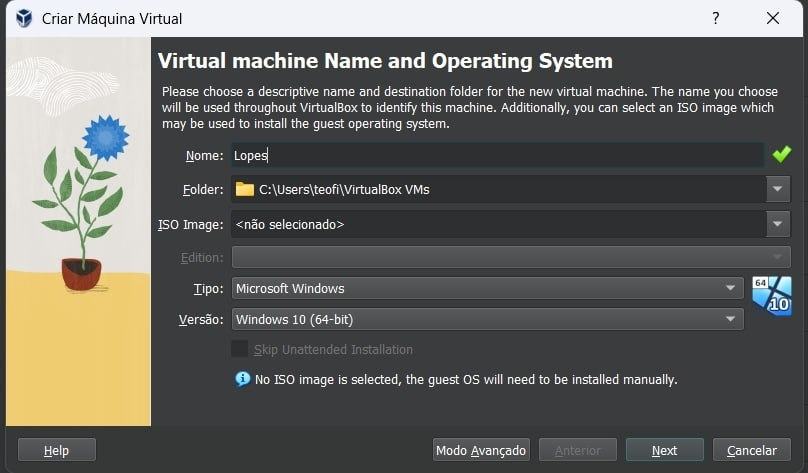 Criar Máquina Virtual
Virtual machine Name and Operating System
Please choose a descriptive name and destination folder for the new virtual machine. The name you choose
will be used throughout VirtualBox to identify this machine. Additionally, you can select an ISO image which
may be used to install the guest operating system.
Nome: Lopes
Folder: C:\Users\teofi\VirtualBox VMs
ISO Image: <não selecionado>
Edition:
Tipo: Microsoft Windows
64
10
Versão: Windows 10 (64-bit)
Skip Unattended Installation
No ISO image is selected, the guest OS will need to be installed manually.
Help Modo Avançado Anterior Next Cancelar